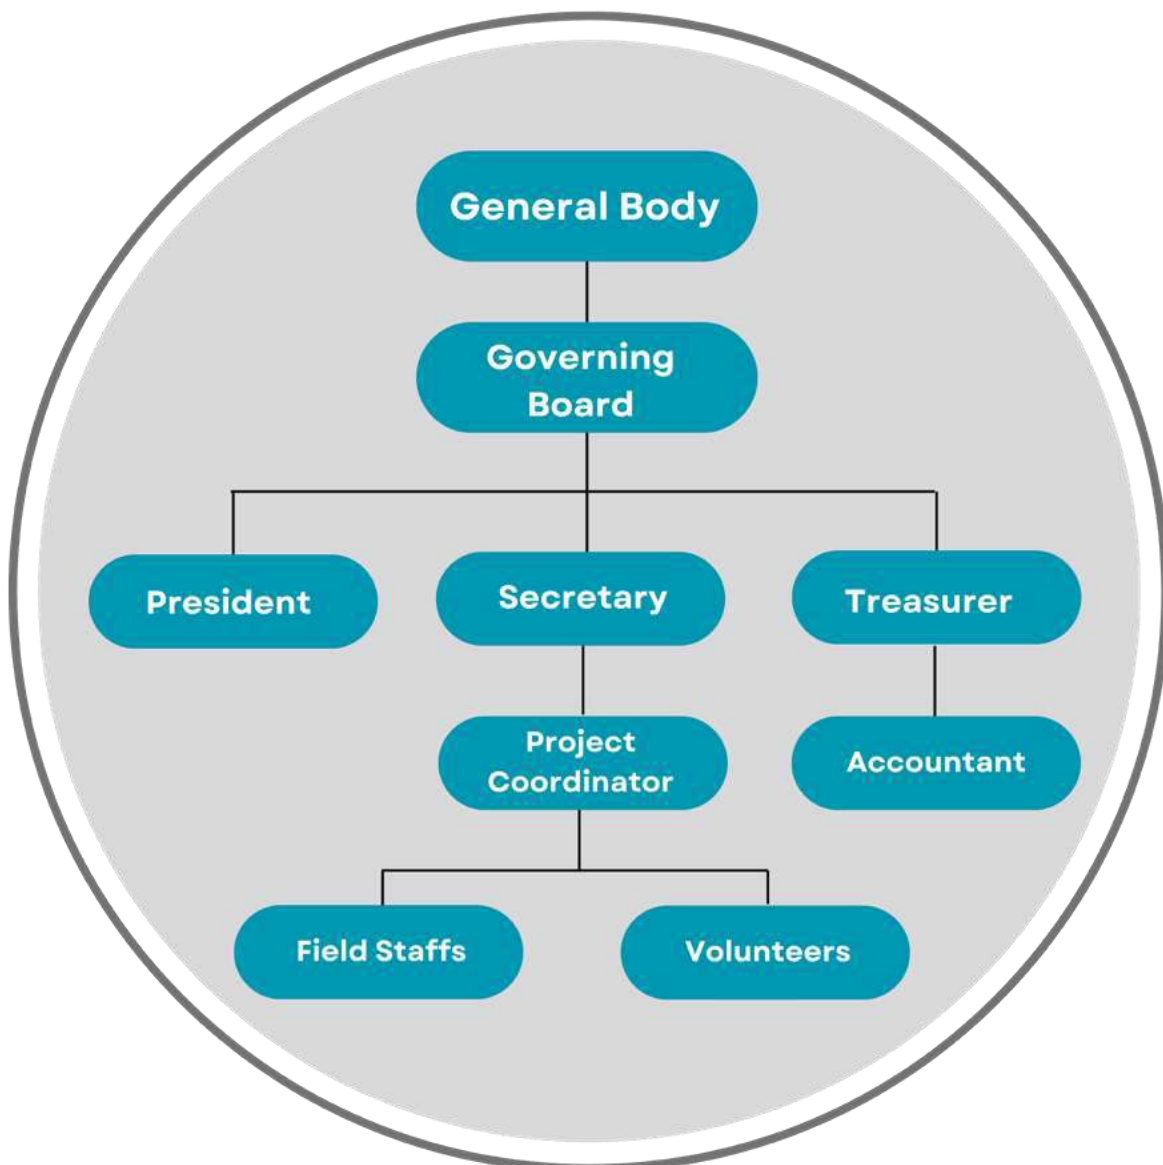 General Body
Governing
Board
President
Secretary
Treasurer
Project
Coordinator
Accountant
Field Staffs
Volunteers